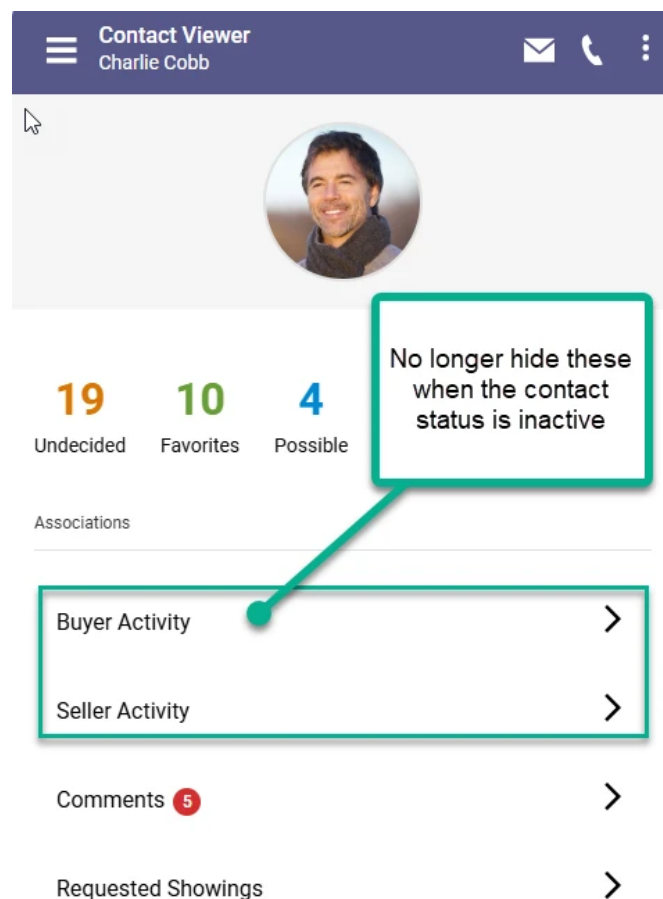 Contact Viewer
Charlie Cobb
No longer hide these
when the contact
status is inactive
19
10
4
Undecided
Favorites
Possible
Associations
Buyer Activity
Seller Activity
Comments 5
Requested Showings